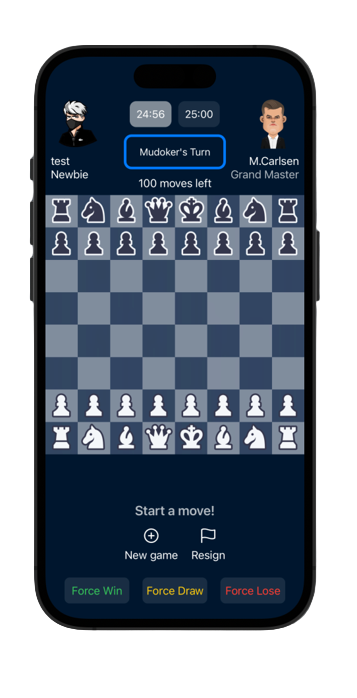 24:56
25:00
Mudoker's Turn
test
Newbie
M.Carlsen
Grand Master
100 moves left
Start a move!
New game
Resign
Force Win
Force Draw
Force Lose